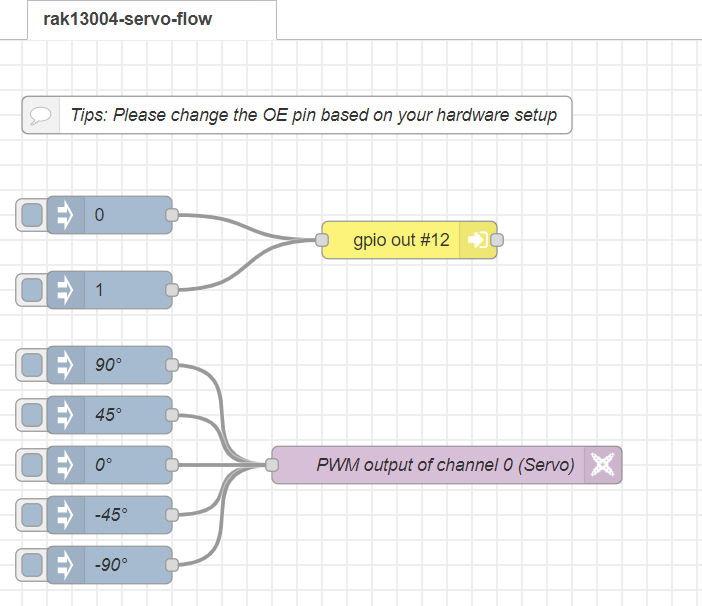 rak13004-servo-flow
Tips: Please change the OE pin based on your hardware setup
0
gpio out #12
1
90°
45°
0°
PWM output of channel 0 (Servo)
-45°
-90°